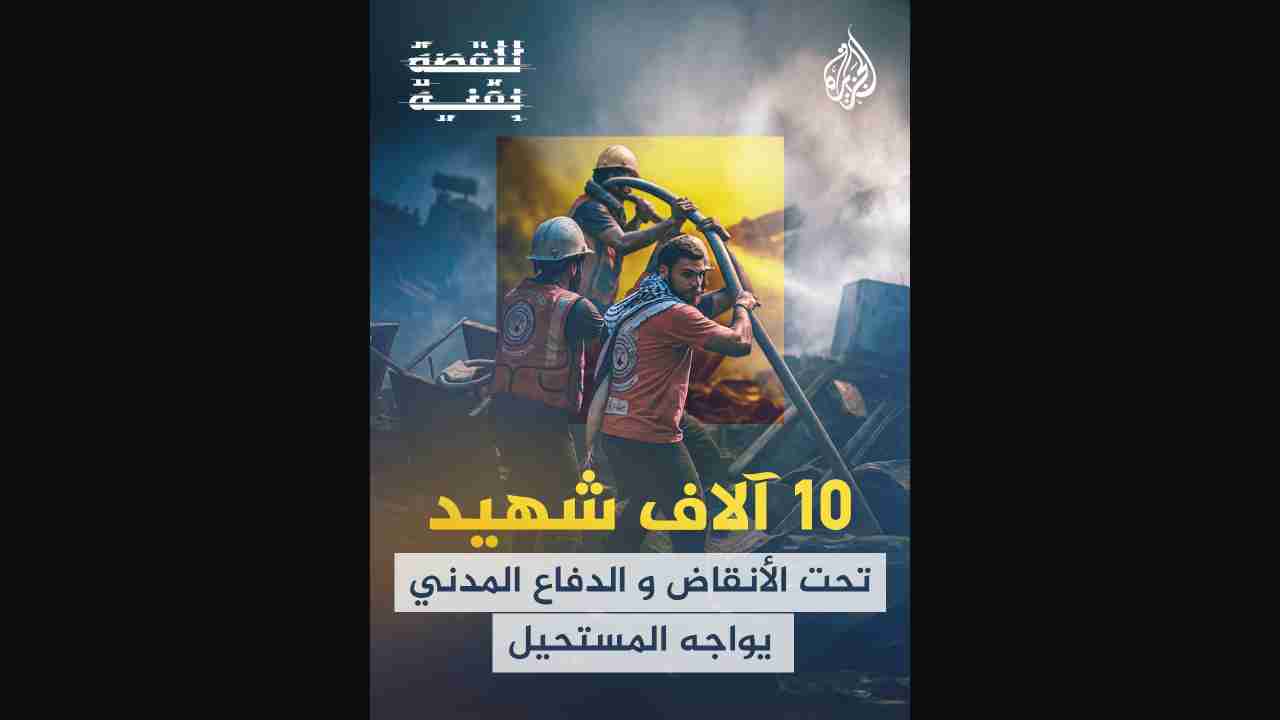 للقصة
بقية
الجزيرة
10 آلاف شهيد
تحت الأنقاض و الدفاع المدني
يواجه المستحيل